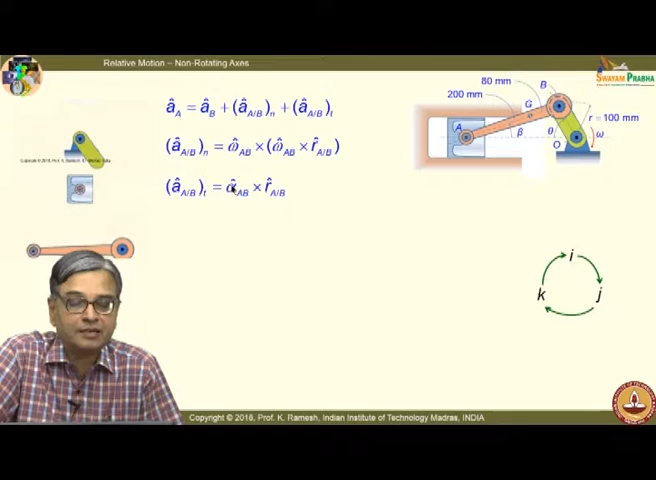 Relative Motion – Non-Rotating Axes
SWAYAM PRABHA
â_A = â_B + (â_A/B)_n + (â_A/B)_t
(â_A/B)_n = ω̂_AB × (ω̂_AB × r̂_A/B)
(â_A/B)_t = α̂_AB × r̂_A/B
80 mm
B
200 mm
G
r = 100 mm
A
β
θ
O
ω
i
k
j
Copyright © 2018, Prof. K. Ramesh, Indian Institute of Technology Madras, INDIA